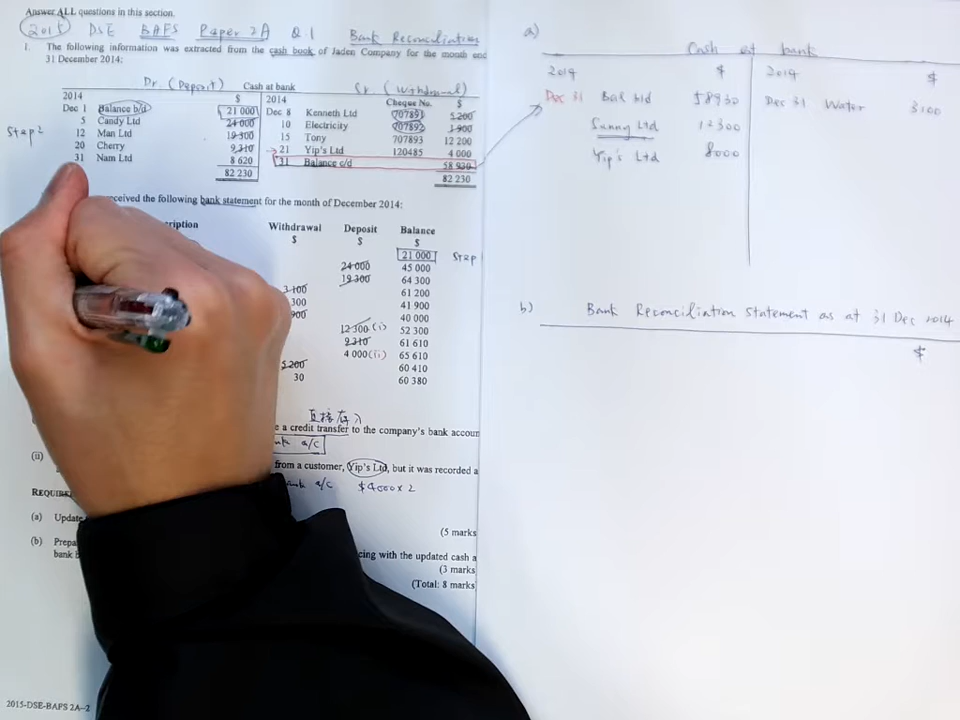 Answer ALL questions in this section.
2015 DSE BAFS Paper 2A Q.1 Bank Reconciliation
1. The following information was extracted from the cash book of Jaden Company for the month end
31 December 2014:
Dr. (Deposit) Cash at bank Cr. (Withdrawal)
2014 $ 2014 Cheque No. $
Dec 1 Balance b/d 21 000 Dec 8 Kenneth Ltd 707891 5 200
5 Candy Ltd 24 000 10 Electricity 707892 1 900
Step 2
12 Man Ltd 19 300 15 Tony 707893 12 200
20 Cherry 9 310 21 Yip's Ltd 120485 4 000
31 Nam Ltd 8 620 31 Balance c/d 58 930
82 230 82 230
received the following bank statement for the month of December 2014:
Withdrawal Deposit Balance
$ $ $
21 000 Step
24 000 45 000
19 300 64 300
3 100 61 200
300 41 900
900 40 000
12 300 (i) 52 300
9 310 61 610
4 000 (ii) 65 610
5 200 60 410
30 60 380
直接存入
e a credit transfer to the company's bank accoun
a/c
(ii) from a customer, Yip's Ltd, but it was recorded a
a/c $4000 x 2
REQUIRE
(a) Update
(5 marks
(b) Prepa cing with the updated cash a
bank (3 marks
(Total: 8 marks
2015-DSE-BAFS 2A-2
a)
Cash at bank
2014 $ 2014 $
Dec 31 Bal b/d 58930 Dec 31 Water 3100
Sunny Ltd 12300
Yip's Ltd 8000
b) Bank Reconciliation Statement as at 31 Dec 2014
$